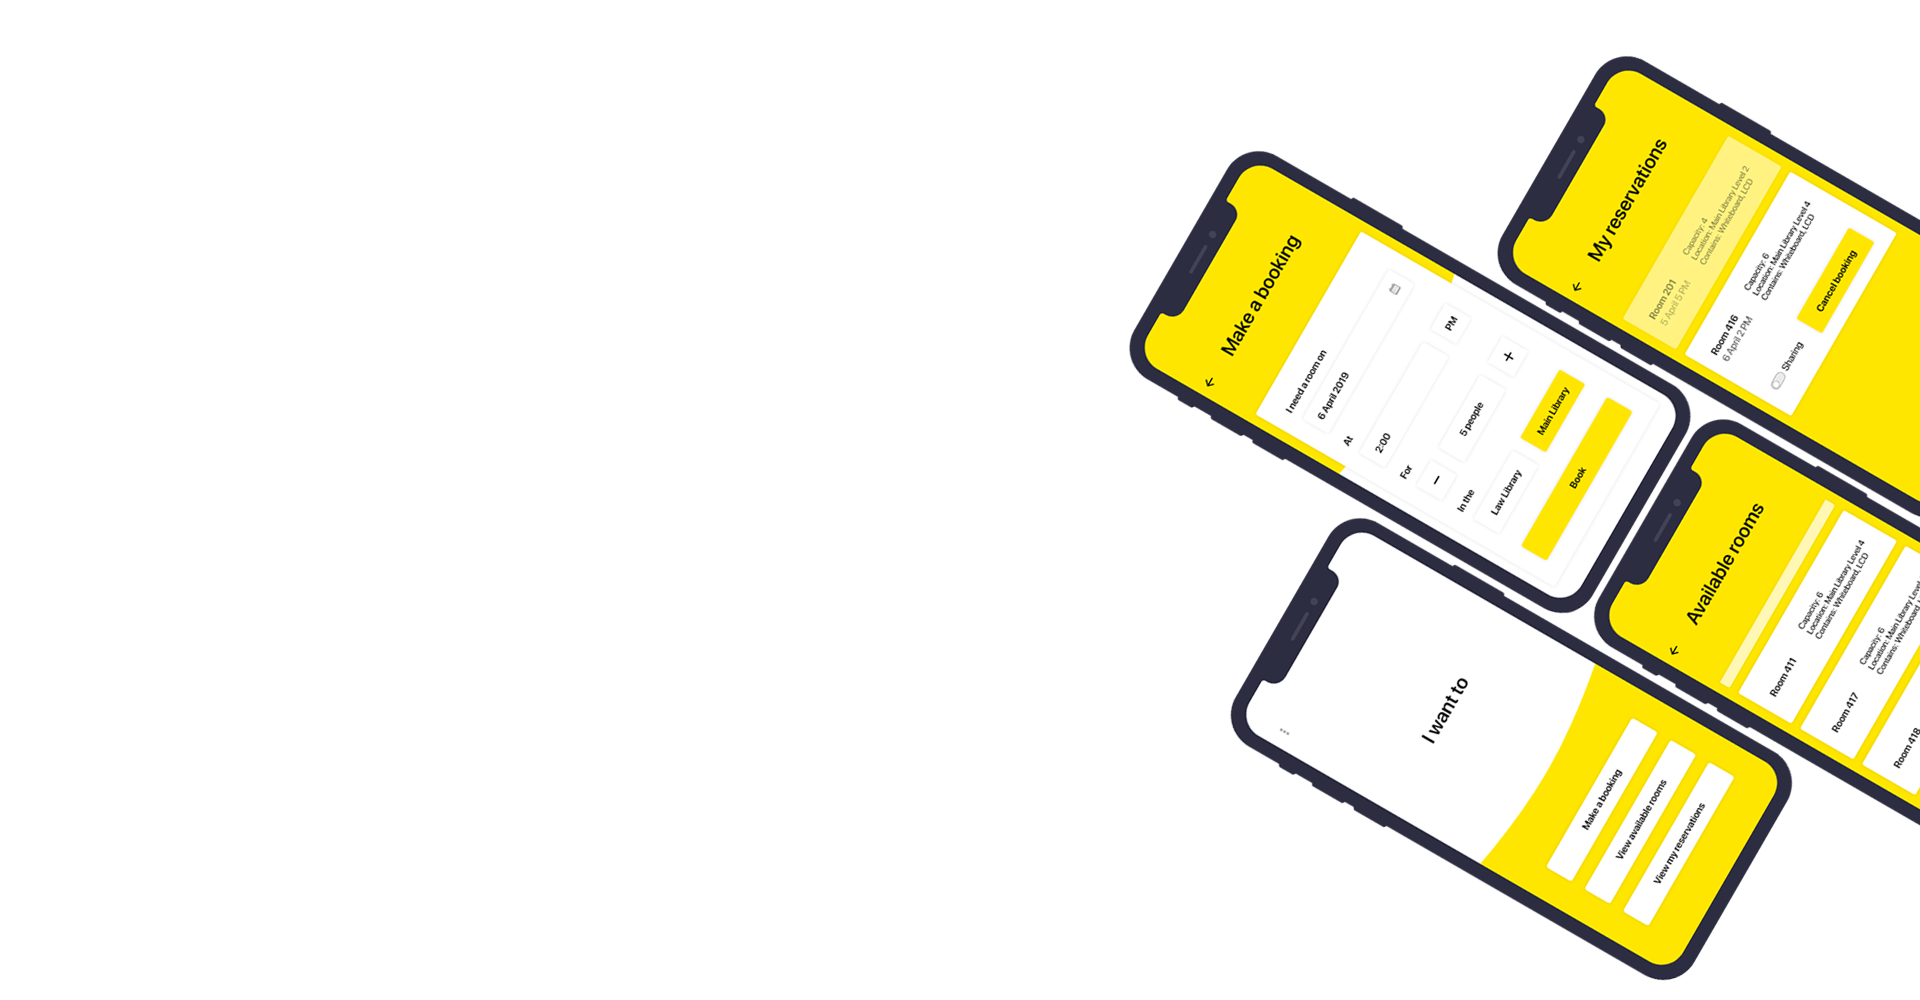 Make a booking
I need a room on
6 April 2019
At
2:00
PM
For
−
5 people
+
In the
Law Library
Main Library
Book
My reservations
Room 201
5 April 5 PM
Capacity: 4
Location: Main Library Level 2
Contains: Whiteboard, LCD
Room 416
6 April 2 PM
Capacity: 6
Location: Main Library Level 4
Contains: Whiteboard, LCD
Sharing
Cancel booking
I want to
Make a booking
View available rooms
View my reservations
Available rooms
Room 411
Capacity: 6
Location: Main Library Level 4
Contains: Whiteboard, LCD
Room 417
Capacity: 6
Location: Main Library Level
Contains: Whiteboard,
Room 418